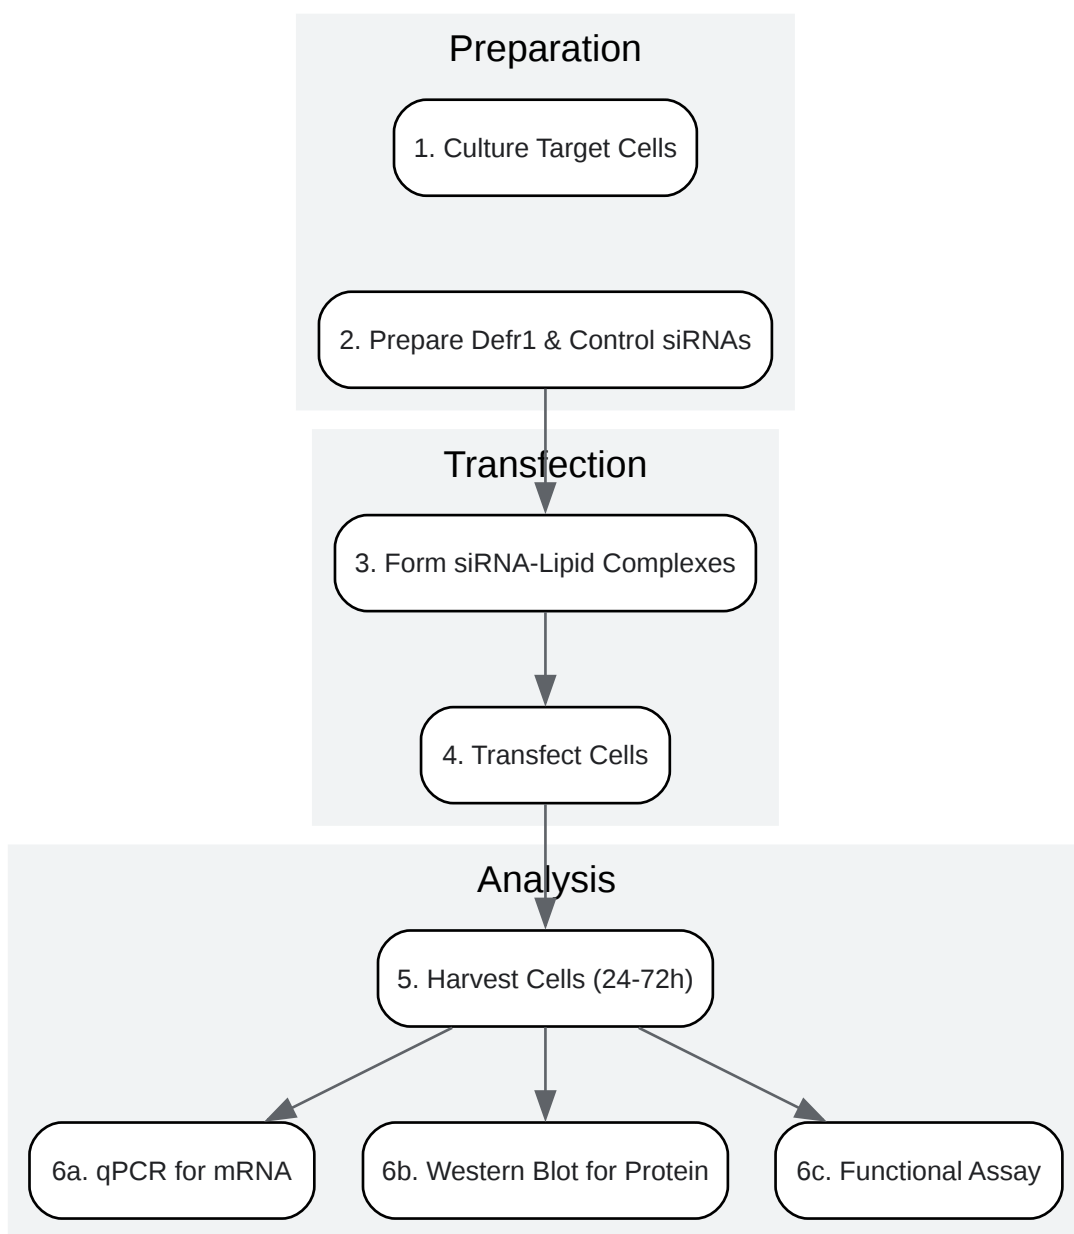 Preparation
1. Culture Target Cells
2. Prepare Defr1 & Control siRNAs
Transfection
3. Form siRNA-Lipid Complexes
4. Transfect Cells
Analysis
5. Harvest Cells (24-72h)
6a. qPCR for mRNA
6b. Western Blot for Protein
6c. Functional Assay